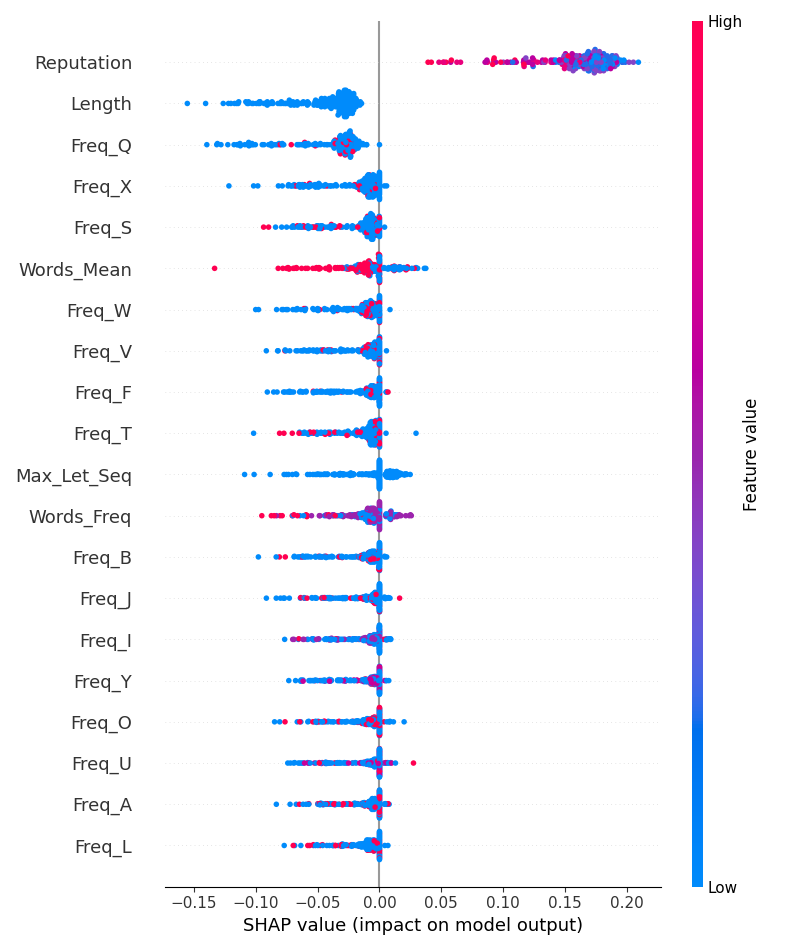 High
Reputation
Length
Freq_Q
Freq_X
Freq_S
Words_Mean
Freq_W
Freq_V
Freq_F
Freq_T
Max_Let_Seq
Words_Freq
Freq_B
Freq_J
Freq_I
Freq_Y
Freq_O
Freq_U
Freq_A
Freq_L
Feature value
Low
−0.15 −0.10 −0.05 0.00 0.05 0.10 0.15 0.20
SHAP value (impact on model output)